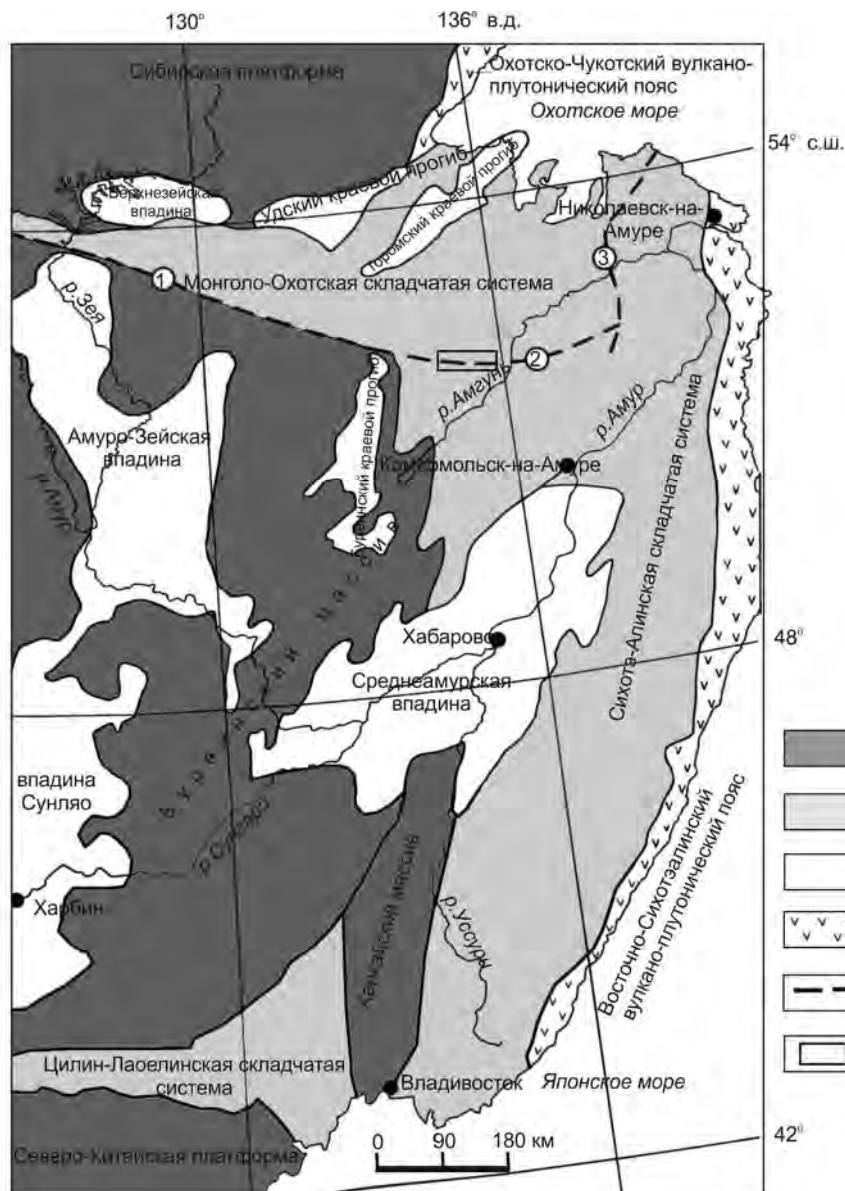 130°
136° в.д.
Сибирская платформа
Охотско-Чукотский вулкано-
плутонический пояс
Охотское море
54° с.ш.
Верхнезейская
впадина
Удский краевой прогиб
Торомский краевой прогиб
Николаевск-на-
Амуре
1
Монголо-Охотская складчатая система
3
р.Зея
2
р.Амгунь
р.Амур
Амуро-Зейская
впадина
Буреинский краевой прогиб
Комсомольск-на-Амуре
Сихотэ-Алинская складчатая система
Хабаровск
48°
Среднеамурская
впадина
Буреинский массив
впадина
Сунляо
р.Сунгари
Харбин
Ханкайский массив
р.Уссури
Восточно-Сихотэалинский
вулкано-плутонический пояс
Цилин-Лаоелинская складчатая
система
Владивосток
Японское море
Северо-Китайская платформа
0 90 180 км
42°